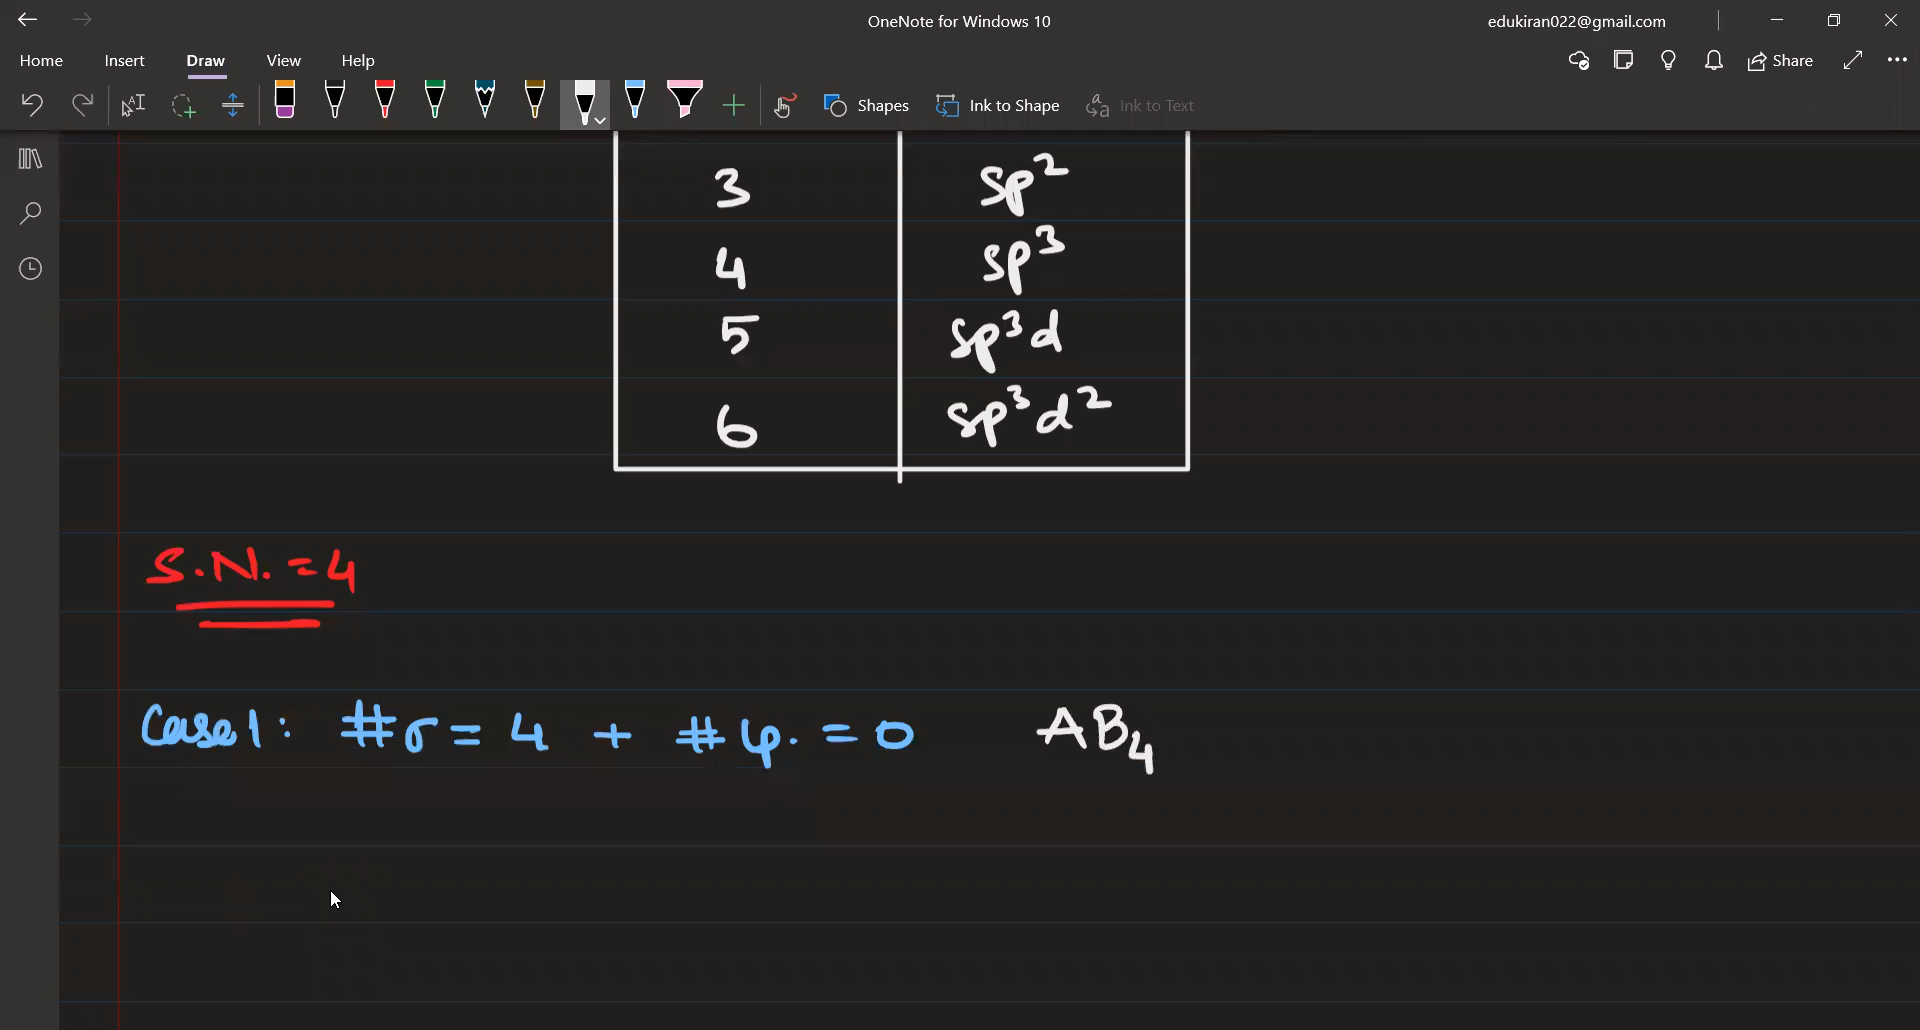 OneNote for Windows 10
edukiran022@gmail.com
Home Insert Draw View Help
Share
Shapes Ink to Shape Ink to Text
3 sp²
4 sp³
5 sp³d
6 sp³d²
S.N. = 4
Case 1: #σ = 4 + #lp. = 0 AB₄